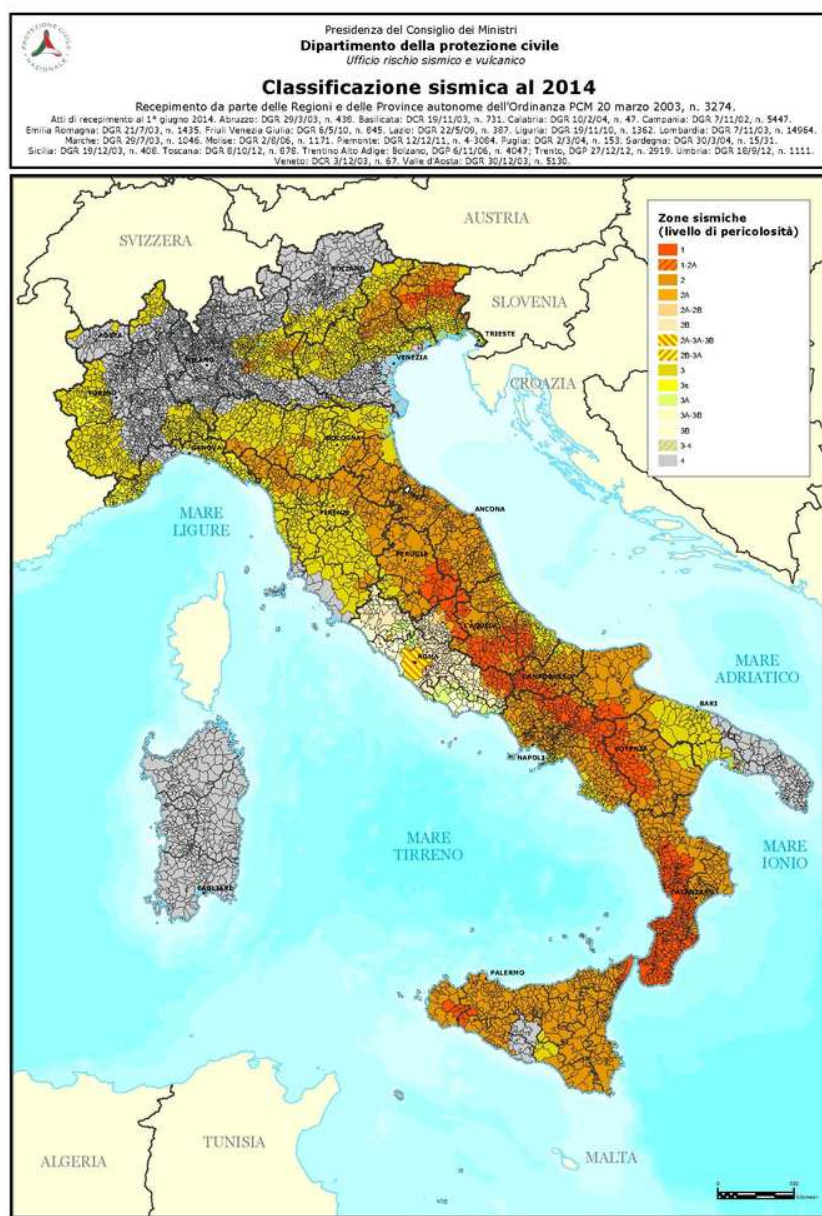 PROTEZIONE CIVILE
NAZIONALE
Presidenza del Consiglio dei Ministri
Dipartimento della protezione civile
Ufficio rischio sismico e vulcanico
Classificazione sismica al 2014
Recepimento da parte delle Regioni e delle Province autonome dell'Ordinanza PCM 20 marzo 2003, n. 3274.
Atti di recepimento al 1° giugno 2014. Abruzzo: DGR 29/3/03, n. 438. Basilicata: DCR 19/11/03, n. 731. Calabria: DGR 10/2/04, n. 47. Campania: DGR 7/11/02, n. 5447.
Emilia Romagna: DGR 21/7/03, n. 1435. Friuli Venezia Giulia: DGR 6/5/10, n. 845. Lazio: DGR 22/5/09, n. 387. Liguria: DGR 19/11/10, n. 1362. Lombardia: DGR 7/11/03, n. 14964.
Marche: DGR 29/7/03, n. 1046. Molise: DGR 2/8/06, n. 1171. Piemonte: DGR 12/12/11, n. 4-3084. Puglia: DGR 2/3/04, n. 153. Sardegna: DGR 30/3/04, n. 15/31.
Sicilia: DGR 19/12/03, n. 408. Toscana: DGR 8/10/12, n. 878. Trentino Alto Adige: Bolzano, DGP 6/11/06, n. 4047; Trento, DGP 27/12/12, n. 2919. Umbria: DGR 18/9/12, n. 1111.
Veneto: DCR 3/12/03, n. 67. Valle d'Aosta: DGR 30/12/03, n. 5130.
AUSTRIA
SVIZZERA
Zone sismiche
(livello di pericolosità)
1
1-2A
2
2A
2A-2B
2B
2A-3A-3B
2B-3A
3
3s
3A
3A-3B
3B
3-4
4
BOLZANO
SLOVENIA
AOSTA
TRIESTE
MILANO
VENEZIA
CROAZIA
TORINO
BOLOGNA
GENOVA
MARE
LIGURE
FIRENZE
ANCONA
PERUGIA
L'AQUILA
ROMA
CAMPOBASSO
MARE
ADRIATICO
BARI
NAPOLI
POTENZA
MARE
TIRRENO
MARE
IONIO
CAGLIARI
CATANZARO
PALERMO
TUNISIA
ALGERIA
MALTA